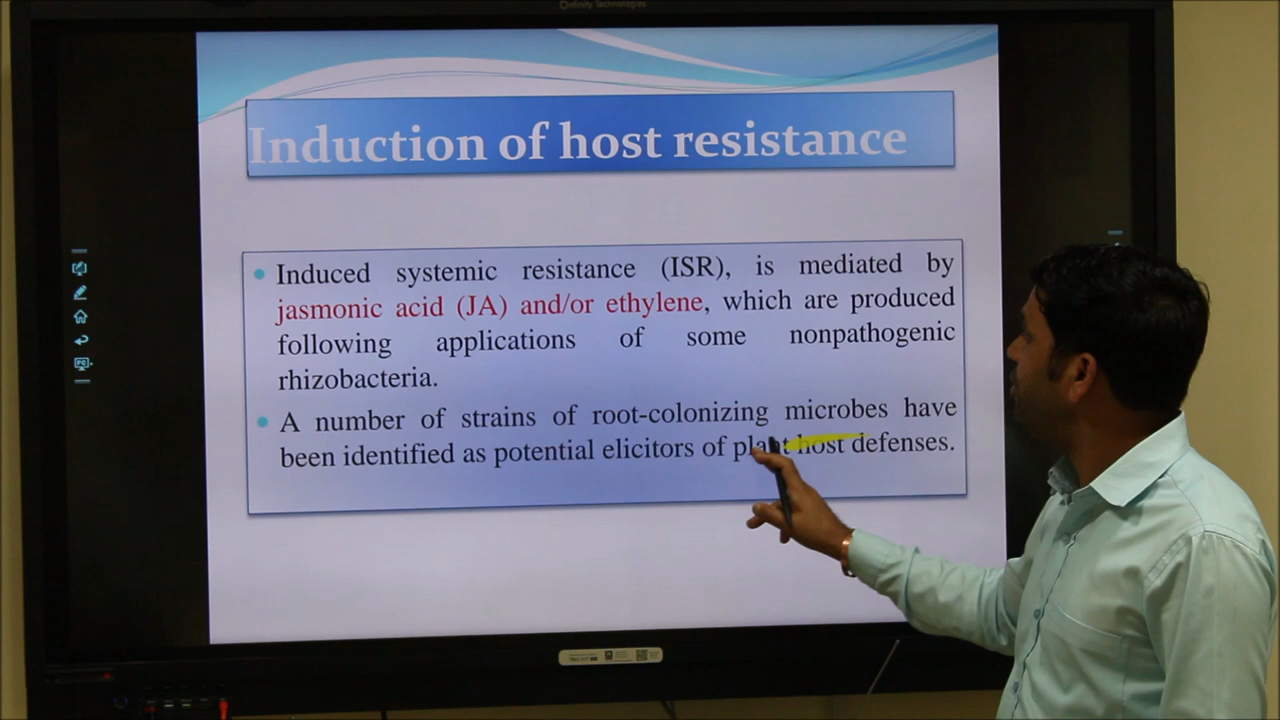 Onfinity Technologies
Induction of host resistance
Induced systemic resistance (ISR), is mediated by
jasmonic acid (JA) and/or ethylene, which are produced
following applications of some nonpathogenic
rhizobacteria.
A number of strains of root-colonizing microbes have
been identified as potential elicitors of plant host defenses.